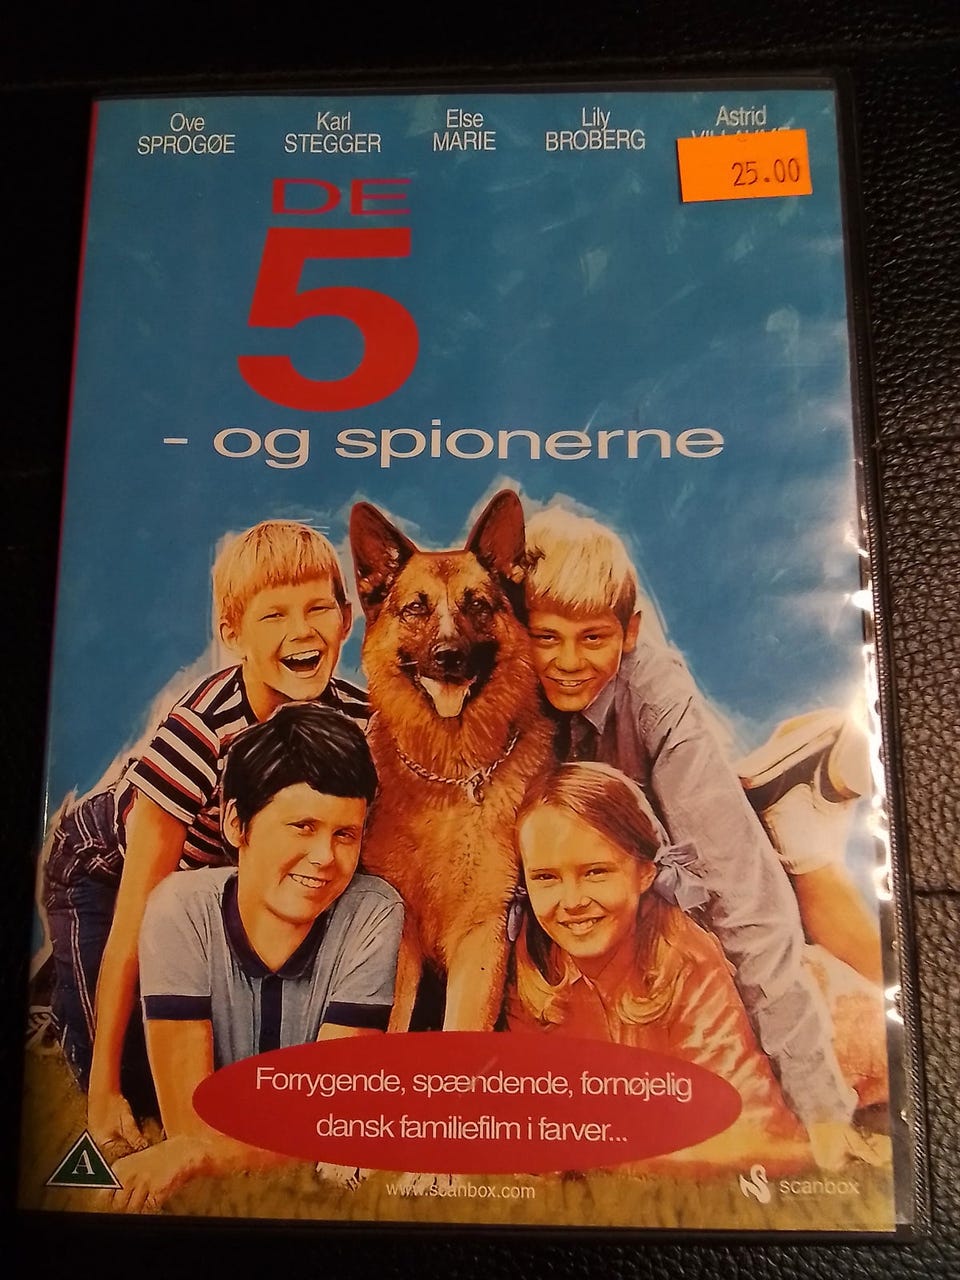 Ove Karl Else Lily Astrid
SPROGØE STEGGER MARIE BROBERG
25.00
DE
5
- og spionerne
Forrygende, spændende, fornøjelig
dansk familiefilm i farver...
A
www.scanbox.com
scanbox